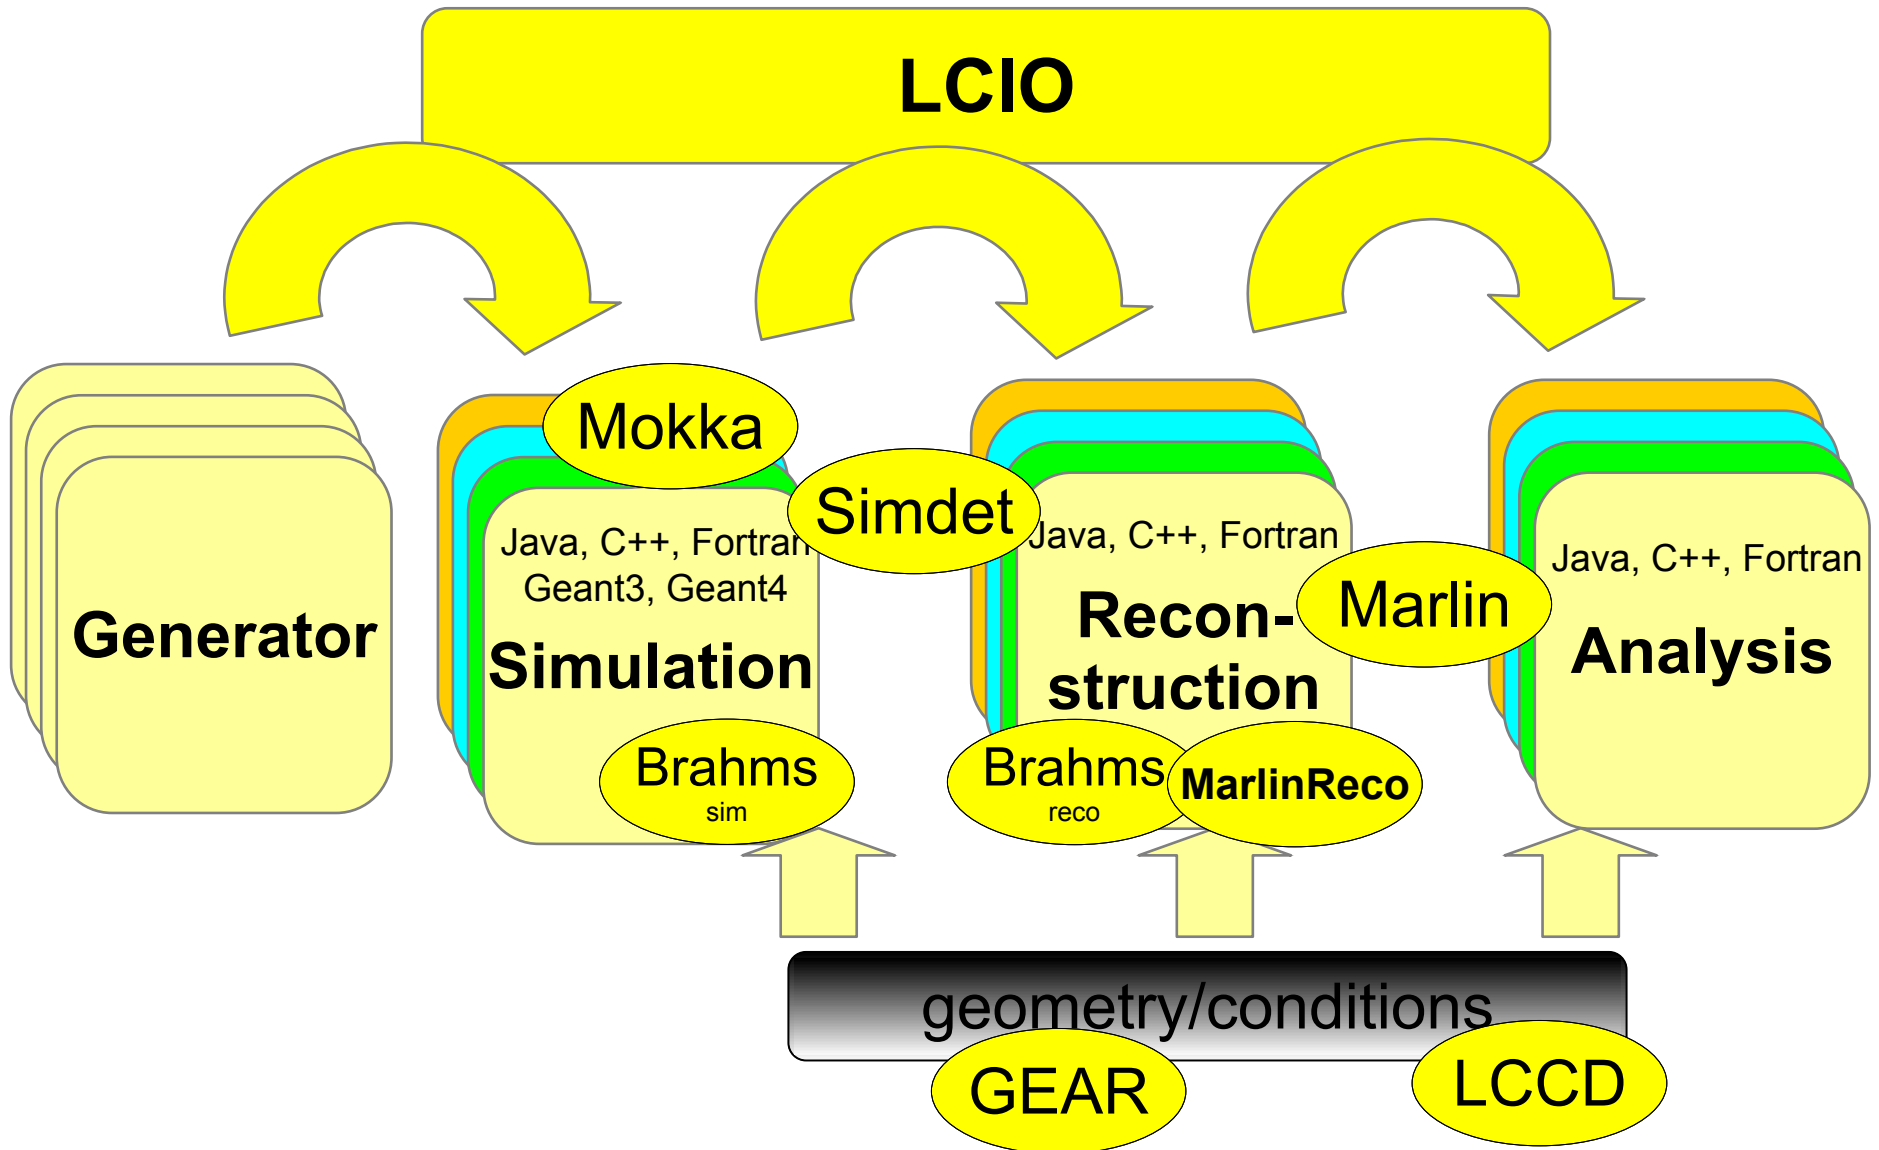 LCIO
Generator
Mokka
Java, C++, Fortran
Geant3, Geant4
Simulation
Brahms
sim
Simdet
Java, C++, Fortran
Recon-
struction
Brahms
reco
MarlinReco
Marlin
Java, C++, Fortran
Analysis
geometry/conditions
GEAR
LCCD